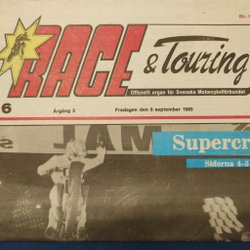 RACE & Touring
Officiellt organ för Svenska Motorcykelförbundet
6
Årgång 3
Fredagen den 6 september 1985
JAM
Supercr
Sidorna 4-5